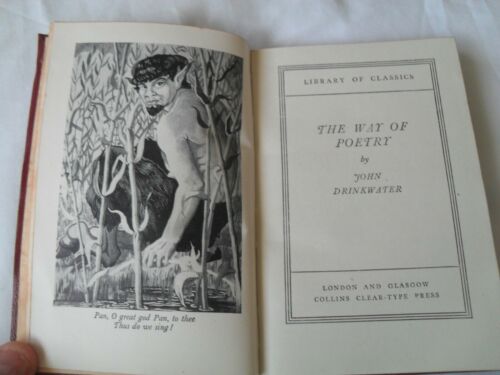 Pan, O great god Pan, to thee
Thus do we sing!
LIBRARY OF CLASSICS
THE WAY OF
POETRY
by
JOHN
DRINKWATER
LONDON AND GLASGOW
COLLINS CLEAR-TYPE PRESS